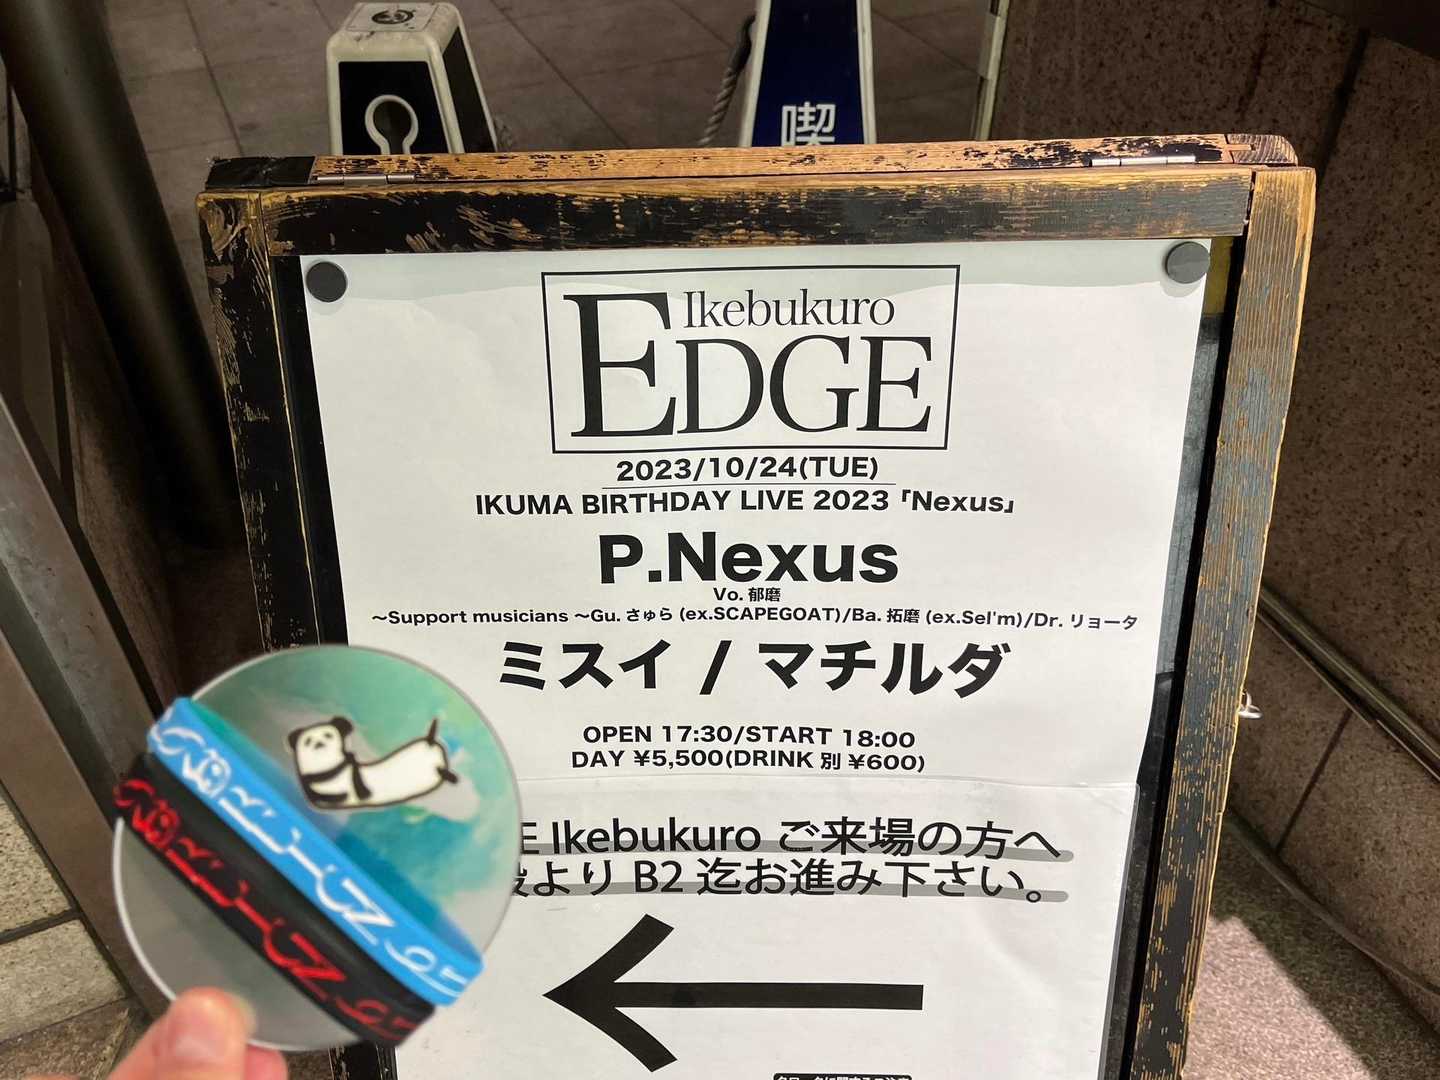 喫
Ikebukuro
EDGE
2023/10/24(TUE)
IKUMA BIRTHDAY LIVE 2023「Nexus」
P.Nexus
Vo. 郁磨
～Support musicians ～Gu. さゅら (ex.SCAPEGOAT)/Ba. 拓磨 (ex.Sel'm)/Dr. リョータ
ミスイ / マチルダ
OPEN 17:30/START 18:00
DAY ¥5,500(DRINK 別 ¥600)
E Ikebukuro ご来場の方へ
より B2 迄お進み下さい。